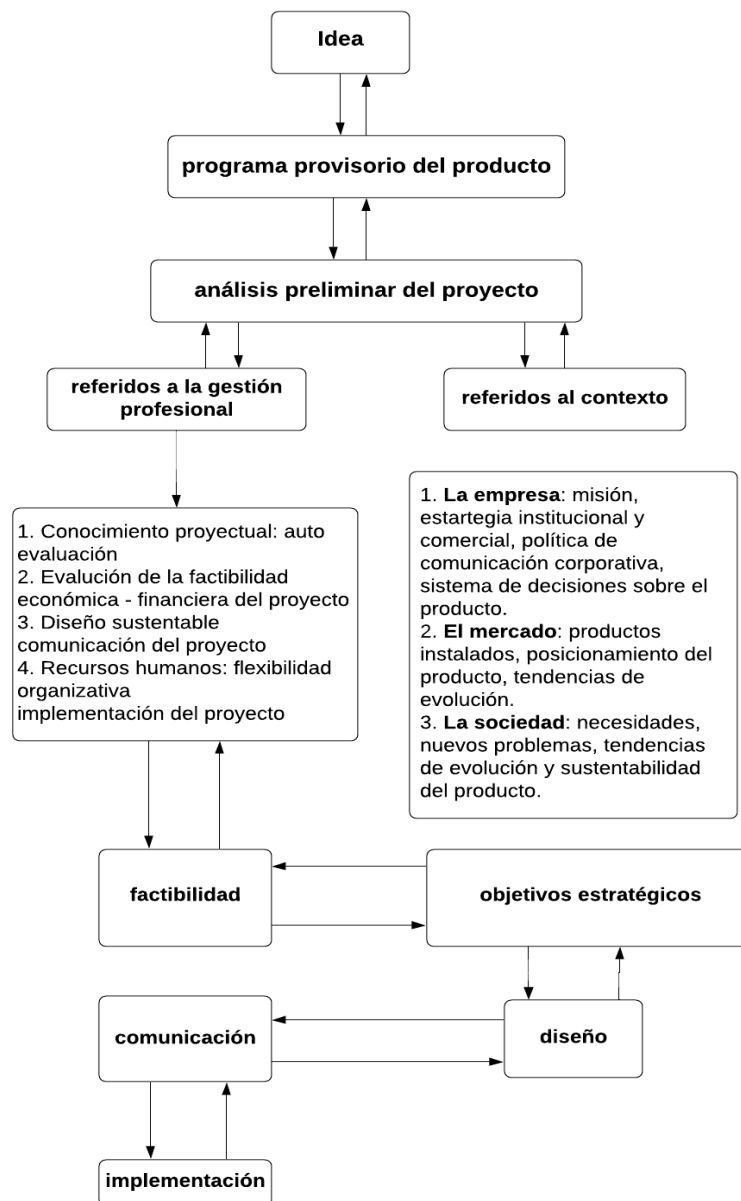 Idea
programa provisorio del producto
análisis preliminar del proyecto
referidos a la gestión
profesional
referidos al contexto
1. Conocimiento proyectual: auto
evaluación
2. Evalución de la factibilidad
económica - financiera del proyecto
3. Diseño sustentable
comunicación del proyecto
4. Recursos humanos: flexibilidad
organizativa
implementación del proyecto
1. La empresa: misión,
estartegia institucional y
comercial, política de
comunicación corporativa,
sistema de decisiones sobre el
producto.
2. El mercado: productos
instalados, posicionamiento del
producto, tendencias de
evolución.
3. La sociedad: necesidades,
nuevos problemas, tendencias
de evolución y sustentabilidad
del producto.
factibilidad
objetivos estratégicos
comunicación
diseño
implementación